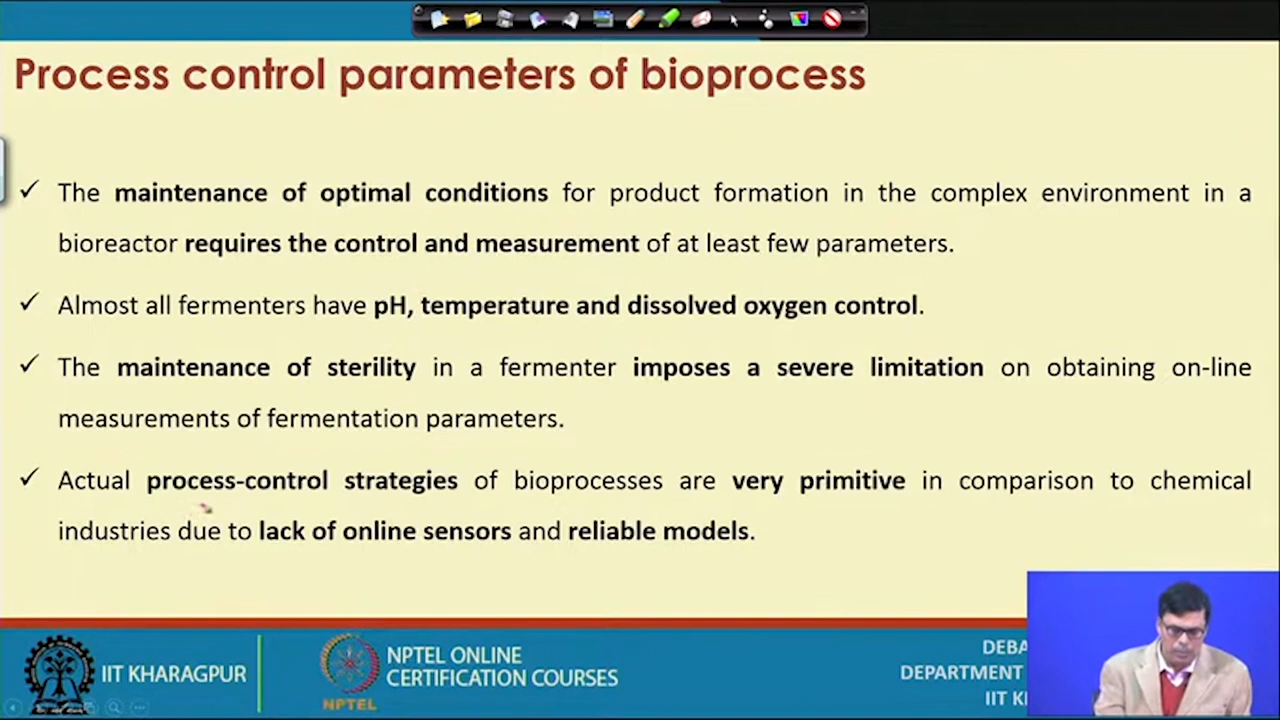 Process control parameters of bioprocess
✓ The maintenance of optimal conditions for product formation in the complex environment in a
bioreactor requires the control and measurement of at least few parameters.
✓ Almost all fermenters have pH, temperature and dissolved oxygen control.
✓ The maintenance of sterility in a fermenter imposes a severe limitation on obtaining on-line
measurements of fermentation parameters.
✓ Actual process-control strategies of bioprocesses are very primitive in comparison to chemical
industries due to lack of online sensors and reliable models.
IIT KHARAGPUR
NPTEL
NPTEL ONLINE
CERTIFICATION COURSES
DEBA
DEPARTMENT
IIT KI